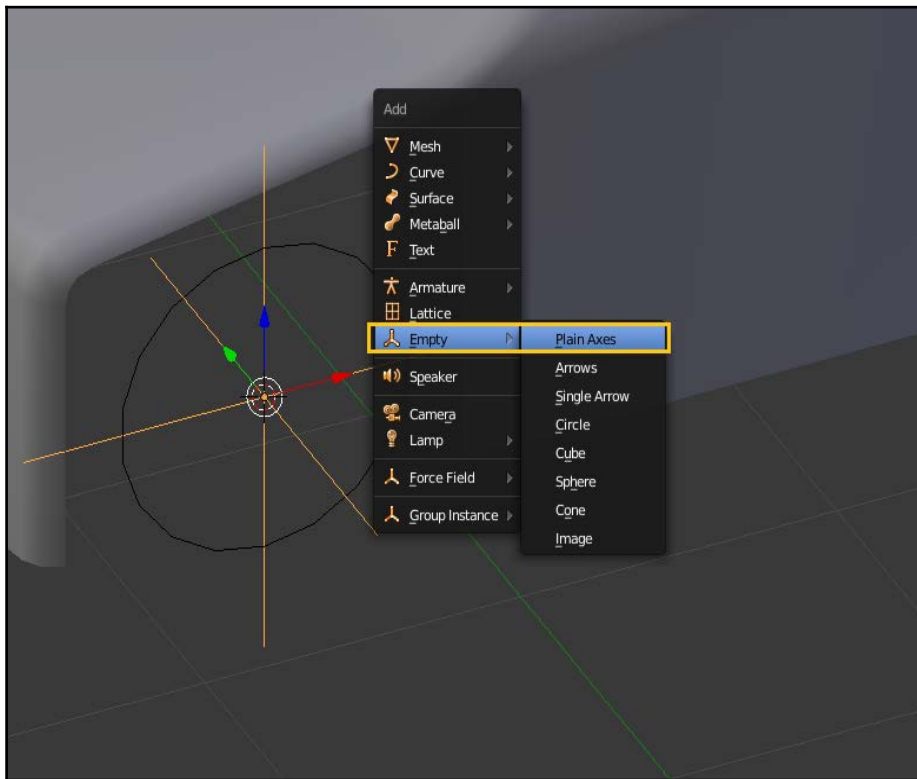 Add
Mesh
Curve
Surface
Metaball
Text
Armature
Lattice
Empty
Speaker
Camera
Lamp
Force Field
Group Instance
Plain Axes
Arrows
Single Arrow
Circle
Cube
Sphere
Cone
Image